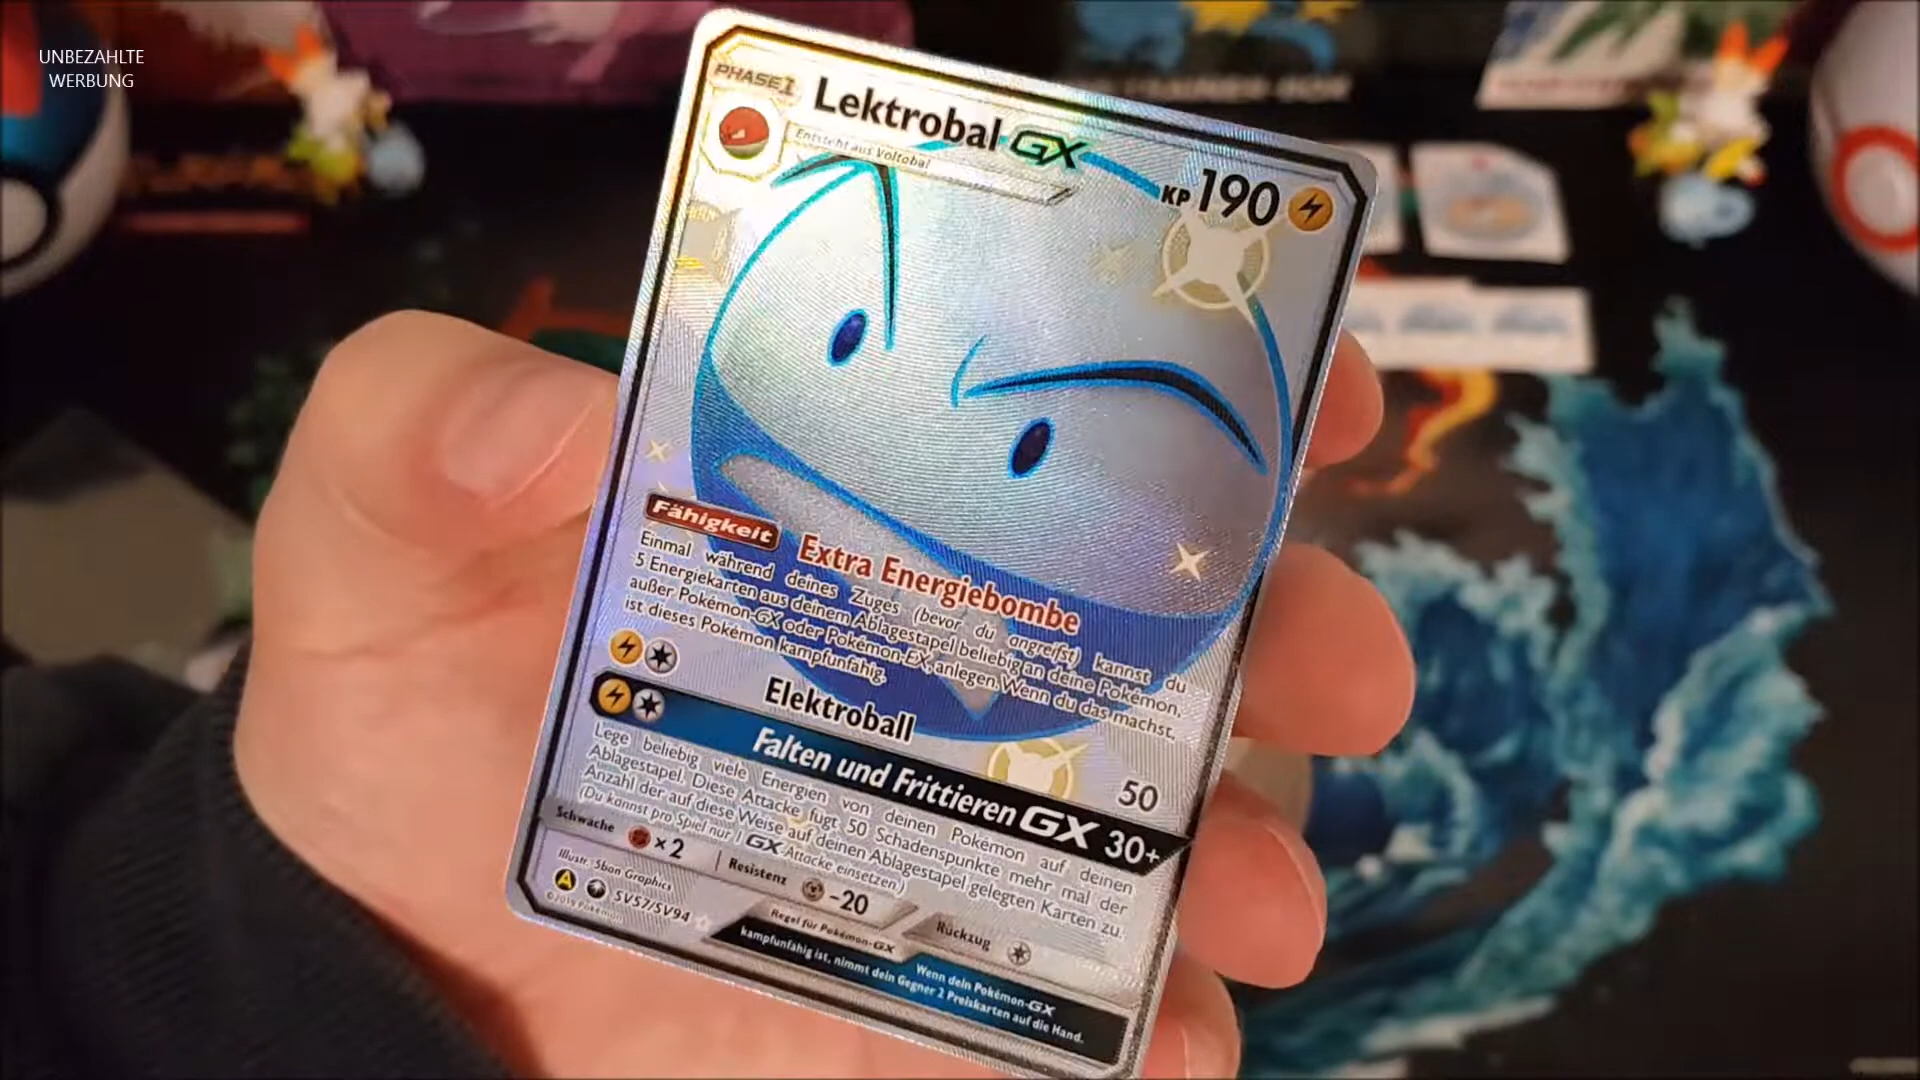 UNBEZAHLTE
WERBUNG
PHASE 1
Lektrobal GX
Entsteht aus Voltobal
KP 190
Fähigkeit Extra Energiebombe
Einmal während deines Zuges (bevor du angreifst) kannst du
5 Energiekarten aus deinem Ablagestapel beliebig an deine Pokémon,
außer Pokémon-GX oder Pokémon-EX, anlegen. Wenn du das machst,
ist dieses Pokémon kampfunfähig.
Elektroball 50
Falten und Frittieren GX 30+
Lege beliebig viele Energien von deinen Pokémon auf deinen
Ablagestapel. Diese Attacke fügt 50 Schadenspunkte mehr mal der
Anzahl der auf diese Weise auf deinen Ablagestapel gelegten Karten zu.
(Du kannst pro Spiel nur 1 GX-Attacke einsetzen.)
Schwäche ×2 Resistenz -20 Rückzug
Illustr. 5ban Graphics
A SV57/SV94
©2019 Pokémon
Regel für Pokémon-GX Wenn dein Pokémon-GX
kampfunfähig ist, nimmt dein Gegner 2 Preiskarten auf die Hand.